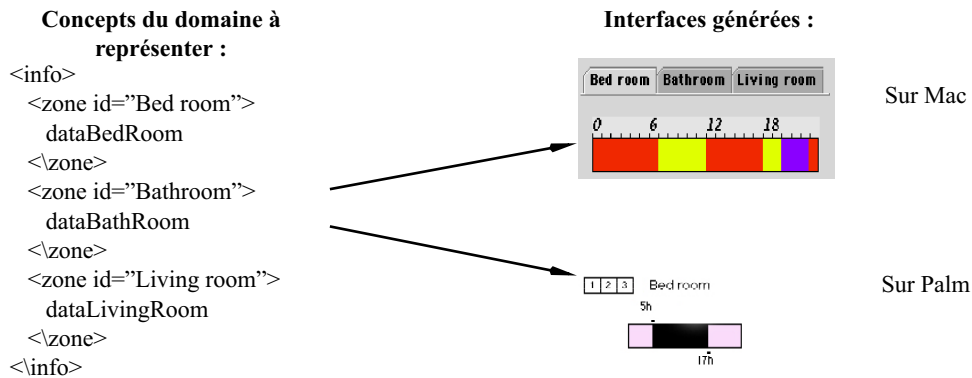 Concepts du domaine à
représenter :
<info>
<zone id=”Bed room”>
dataBedRoom
<\zone>
<zone id=”Bathroom”>
dataBathRoom
<\zone>
<zone id=”Living room”>
dataLivingRoom
<\zone>
<\info>
Interfaces générées :
Bed room Bathroom Living room
0 6 12 18
Sur Mac
1 2 3 Bed room
5h
17h
Sur Palm